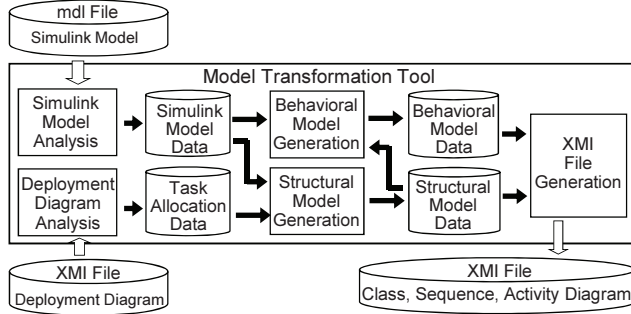 mdl File
Simulink Model
Model Transformation Tool
Simulink
Model
Analysis
Simulink
Model
Data
Behavioral
Model
Generation
Behavioral
Model Data
XMI
File
Generation
Deployment
Diagram
Analysis
Task
Allocation
Data
Structural
Model
Generation
Structural
Model Data
XMI File
Deployment Diagram
XMI File
Class, Sequence, Activity Diagram